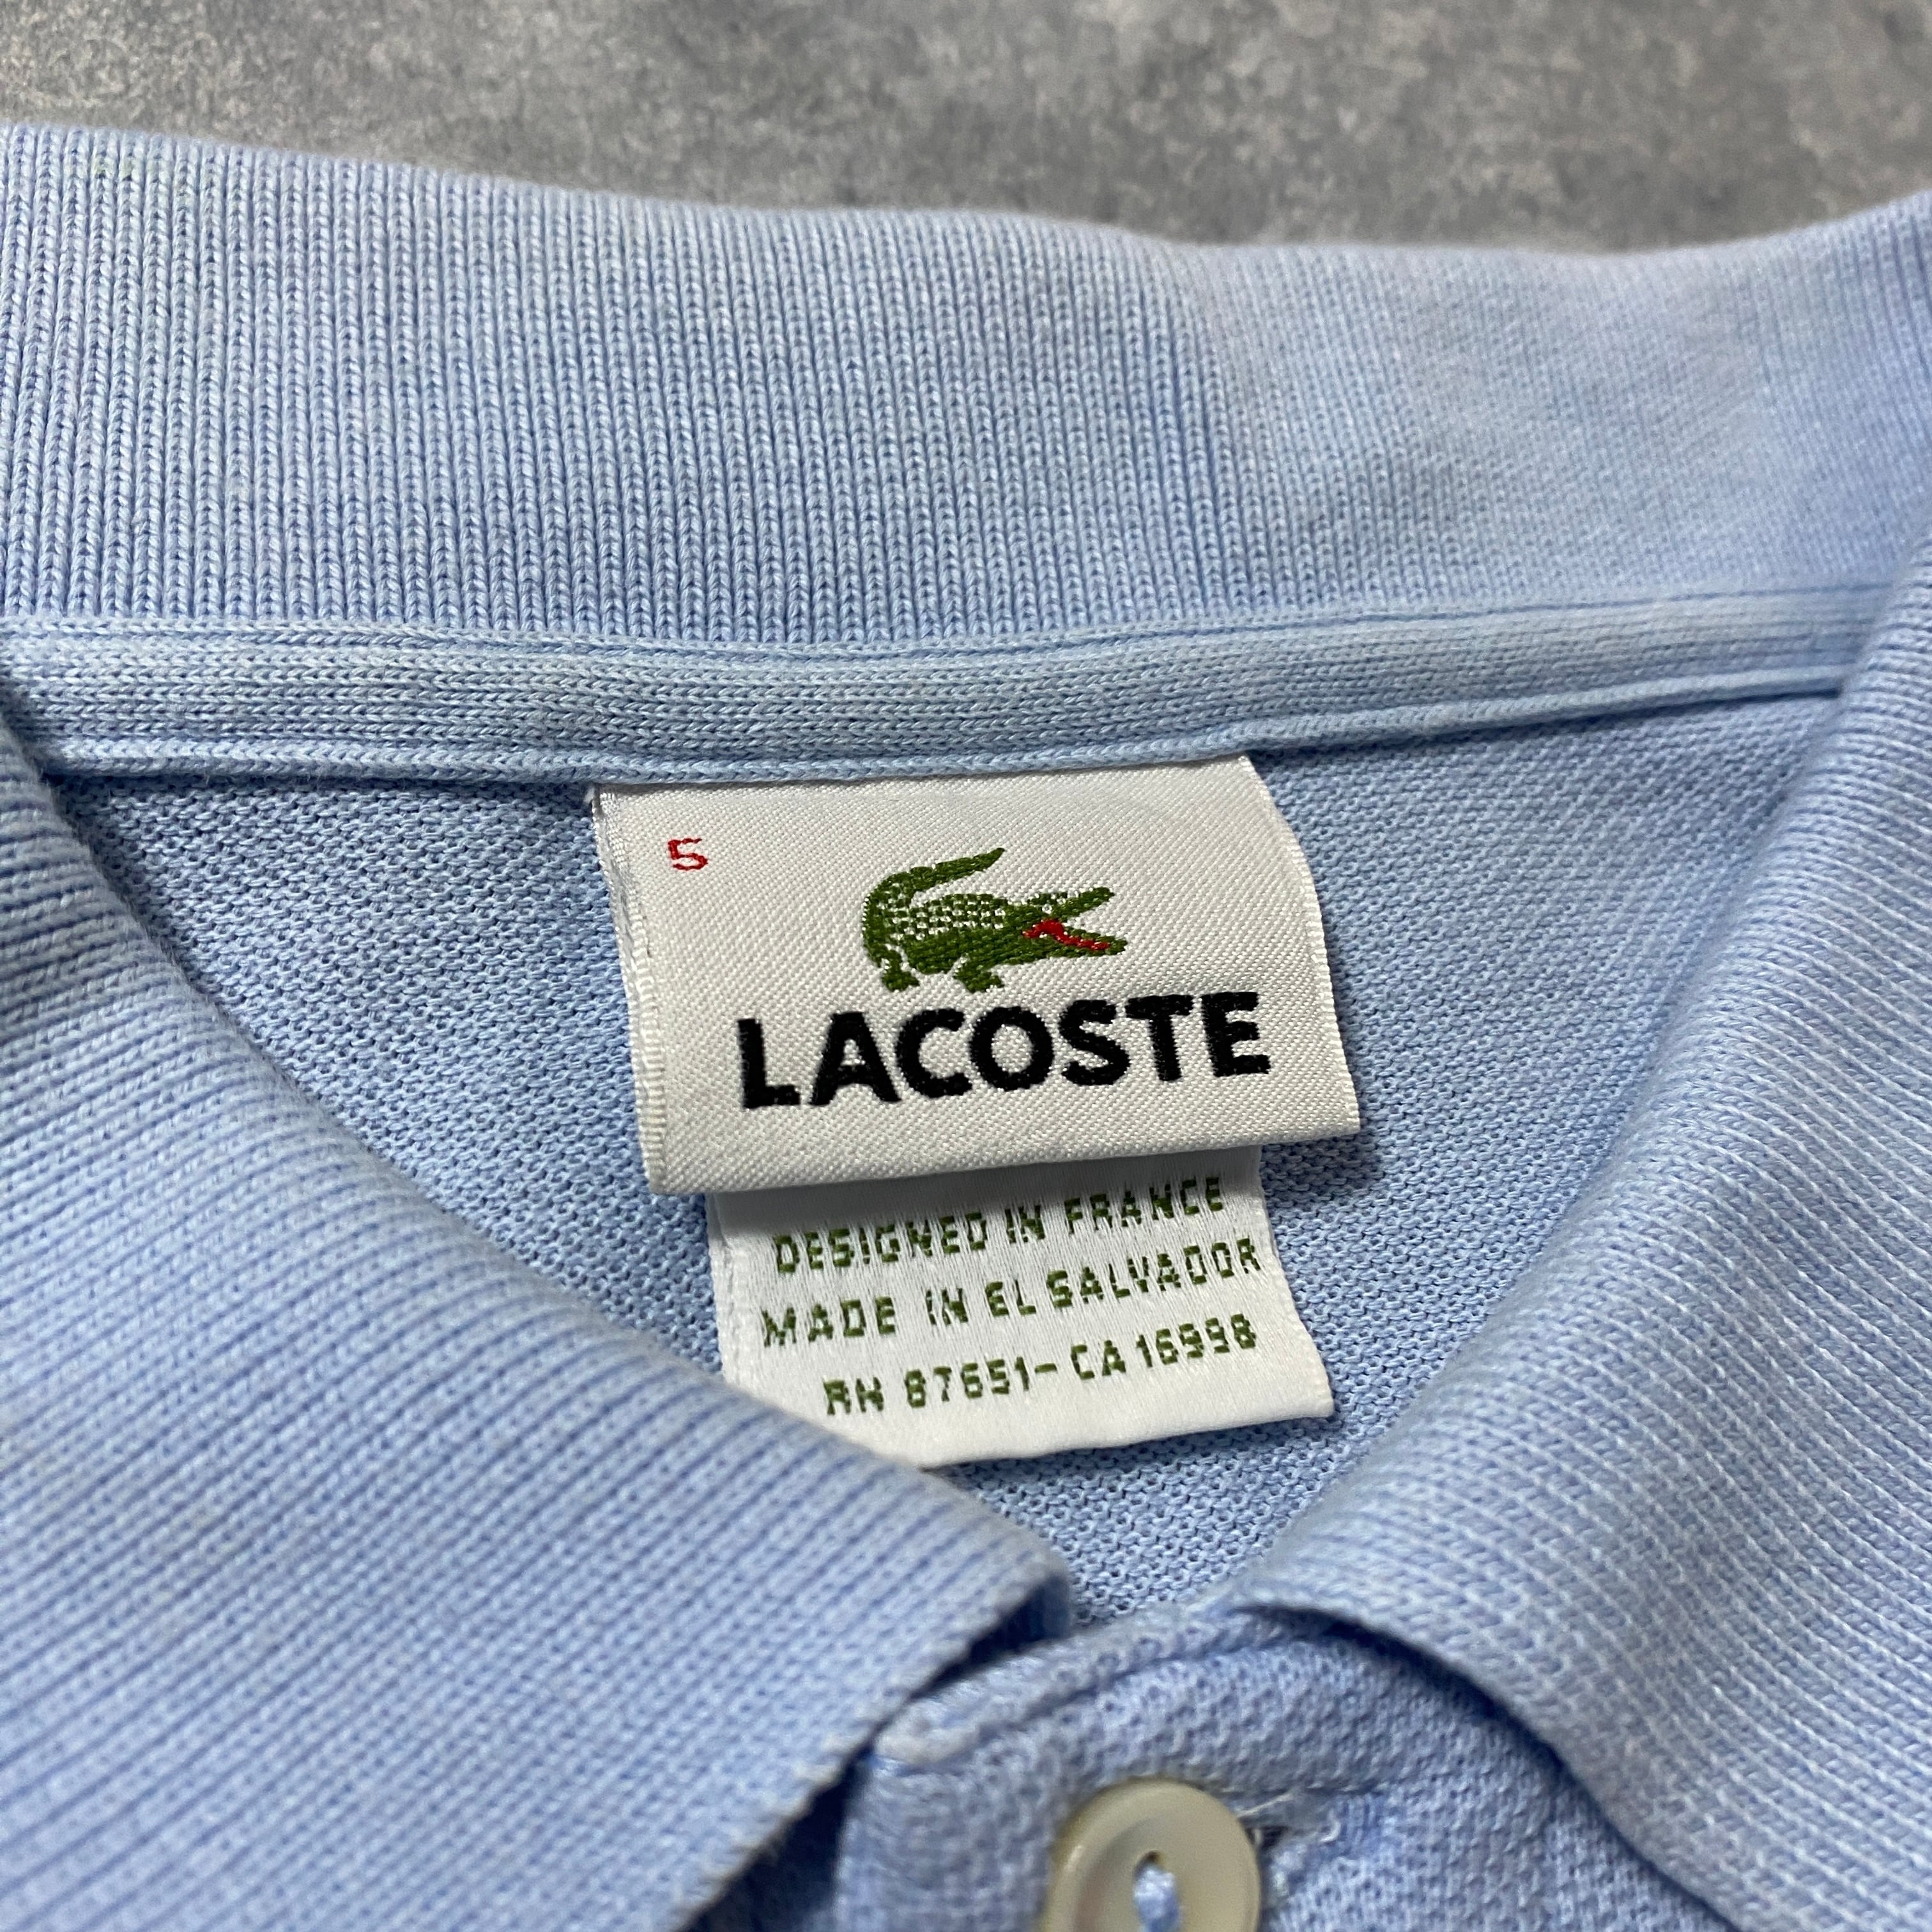 5
LACOSTE
DESIGNED IN FRANCE
MADE IN EL SALVADOR
RN 87651-CA 16998